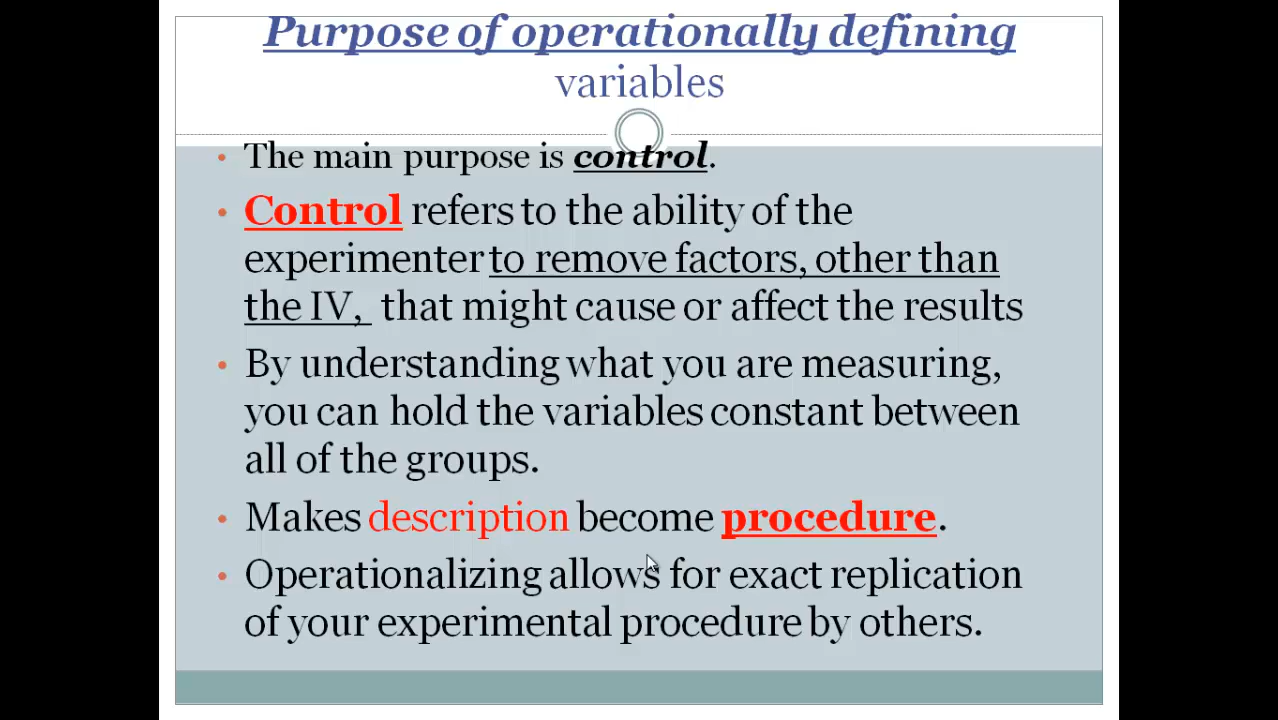 Purpose of operationally defining
variables
• The main purpose is control.
• Control refers to the ability of the
experimenter to remove factors, other than
the IV, that might cause or affect the results
• By understanding what you are measuring,
you can hold the variables constant between
all of the groups.
• Makes description become procedure.
• Operationalizing allows for exact replication
of your experimental procedure by others.